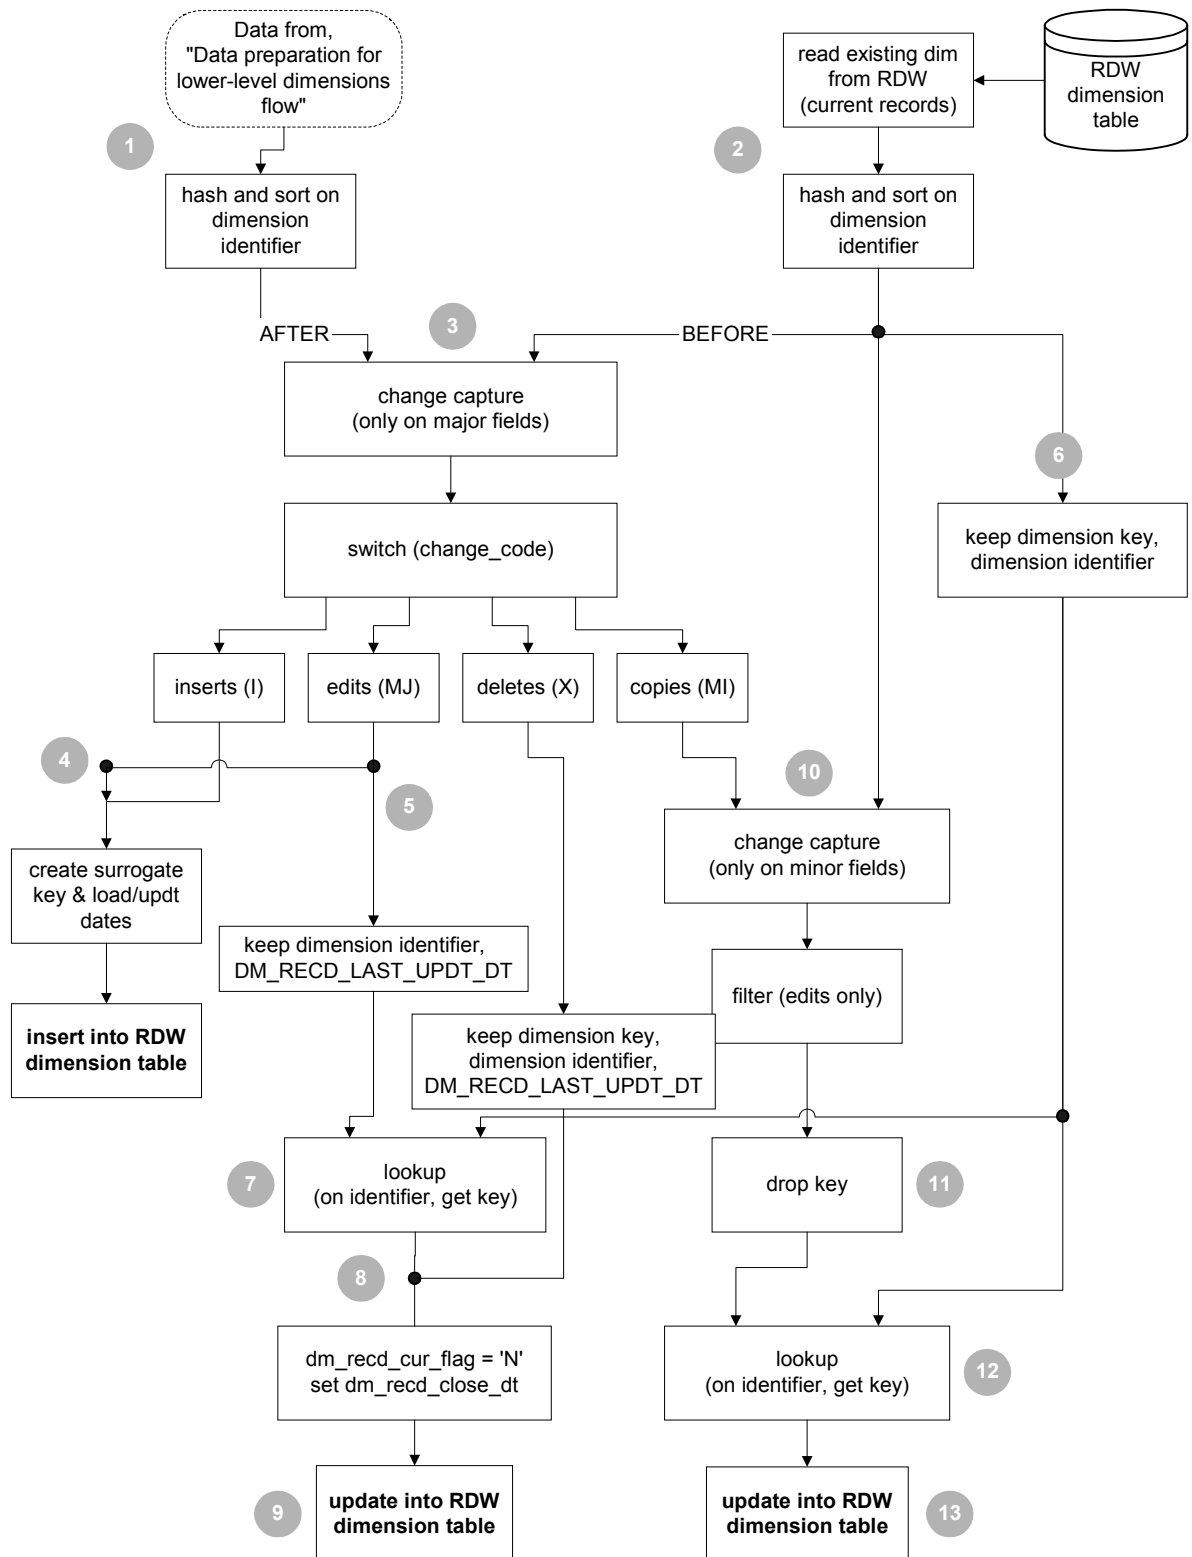 Data from,
"Data preparation for
lower-level dimensions
flow"
read existing dim
from RDW
(current records)
RDW
dimension
table
1
2
hash and sort on
dimension
identifier
hash and sort on
dimension
identifier
AFTER
3
BEFORE
change capture
(only on major fields)
6
switch (change_code)
keep dimension key,
dimension identifier
inserts (I)
edits (MJ)
deletes (X)
copies (MI)
4
5
10
change capture
(only on minor fields)
create surrogate
key & load/updt
dates
keep dimension identifier,
DM_RECD_LAST_UPDT_DT
filter (edits only)
insert into RDW
dimension table
keep dimension key,
dimension identifier,
DM_RECD_LAST_UPDT_DT
7
lookup
(on identifier, get key)
drop key
11
8
dm_recd_cur_flag = 'N'
set dm_recd_close_dt
lookup
(on identifier, get key)
12
9
update into RDW
dimension table
update into RDW
dimension table
13